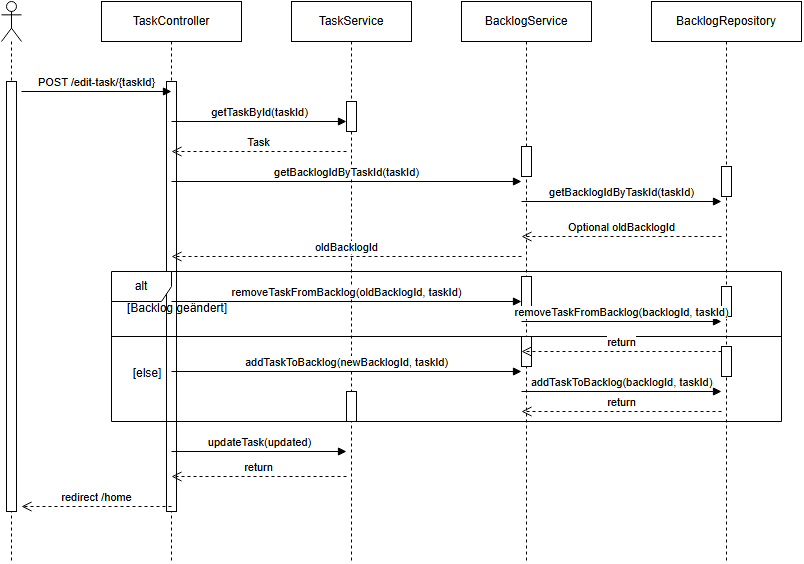 TaskController
TaskService
BacklogService
BacklogRepository
POST /edit-task/{taskId}
getTaskById(taskId)
Task
getBacklogIdByTaskId(taskId)
getBacklogIdByTaskId(taskId)
Optional oldBacklogId
oldBacklogId
alt
removeTaskFromBacklog(oldBacklogId, taskId)
[Backlog geändert]
removeTaskFromBacklog(backlogId, taskId)
return
addTaskToBacklog(newBacklogId, taskId)
[else]
addTaskToBacklog(backlogId, taskId)
return
updateTask(updated)
return
redirect /home